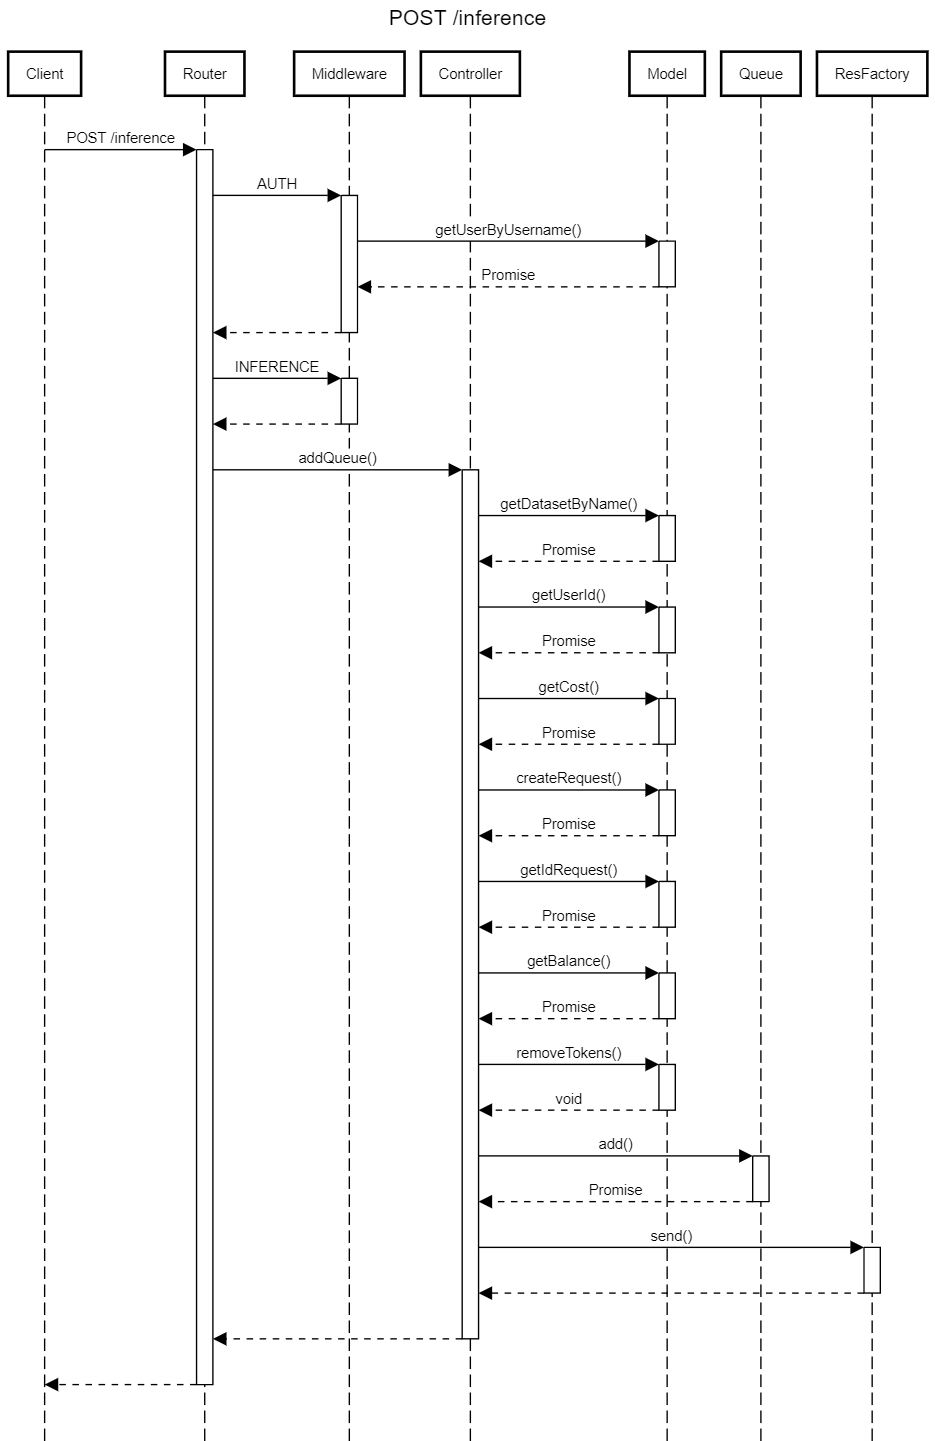 POST /inference
Client
Router
Middleware
Controller
Model
Queue
ResFactory
POST /inference
AUTH
getUserByUsername()
Promise
INFERENCE
addQueue()
getDatasetByName()
Promise
getUserId()
Promise
getCost()
Promise
createRequest()
Promise
getIdRequest()
Promise
getBalance()
Promise
removeTokens()
void
add()
Promise
send()